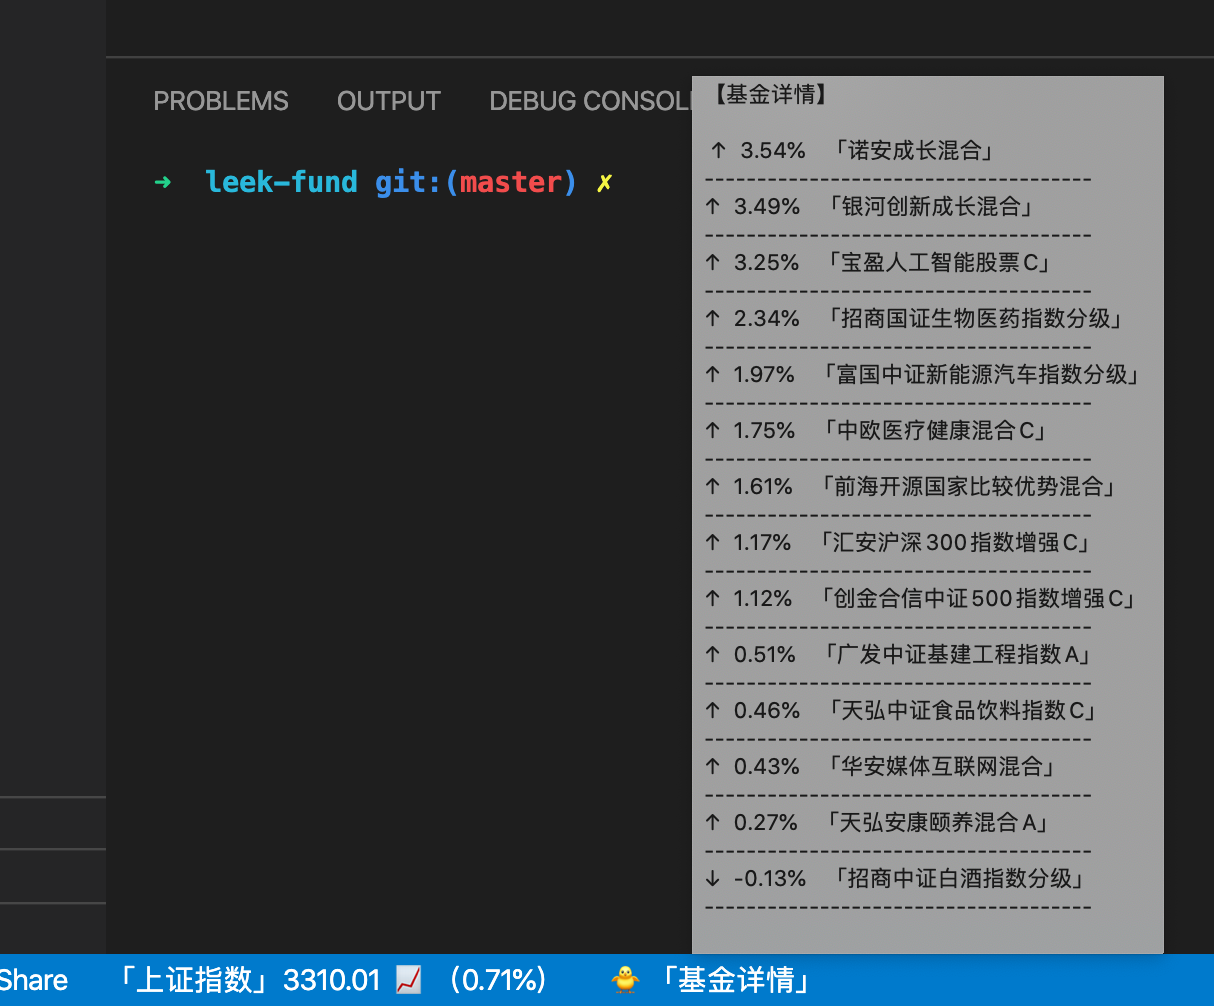 PROBLEMS OUTPUT DEBUG CONSOL
➜ leek-fund git:(master) ✗
【基金详情】
↑ 3.54% 「诺安成长混合」
-----------------------------------
↑ 3.49% 「银河创新成长混合」
-----------------------------------
↑ 3.25% 「宝盈人工智能股票C」
-----------------------------------
↑ 2.34% 「招商国证生物医药指数分级」
-----------------------------------
↑ 1.97% 「富国中证新能源汽车指数分级」
-----------------------------------
↑ 1.75% 「中欧医疗健康混合C」
-----------------------------------
↑ 1.61% 「前海开源国家比较优势混合」
-----------------------------------
↑ 1.17% 「汇安沪深300指数增强C」
-----------------------------------
↑ 1.12% 「创金合信中证500指数增强C」
-----------------------------------
↑ 0.51% 「广发中证基建工程指数A」
-----------------------------------
↑ 0.46% 「天弘中证食品饮料指数C」
-----------------------------------
↑ 0.43% 「华安媒体互联网混合」
-----------------------------------
↑ 0.27% 「天弘安康颐养混合A」
-----------------------------------
↓ -0.13% 「招商中证白酒指数分级」
-----------------------------------
Share 「上证指数」3310.01 📈 （0.71%） 🐥 「基金详情」